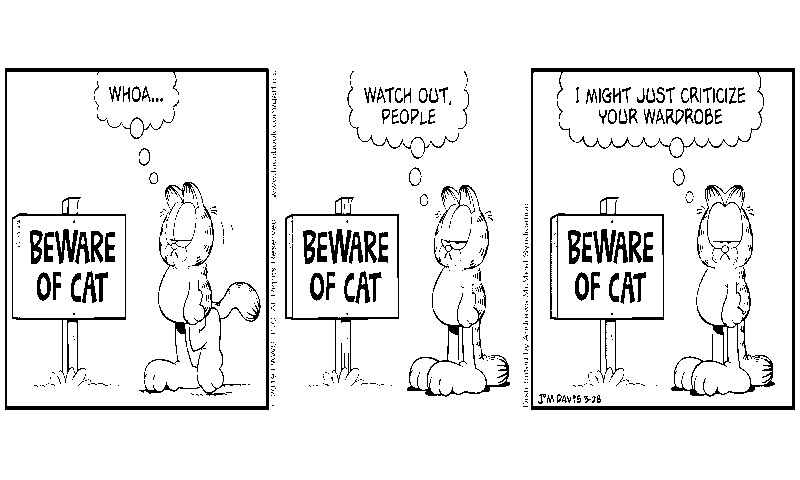 WHOA...
BEWARE
OF CAT
WATCH OUT,
PEOPLE
BEWARE
OF CAT
I MIGHT JUST CRITICIZE
YOUR WARDROBE
BEWARE
OF CAT
JIM DAVIS 3-28